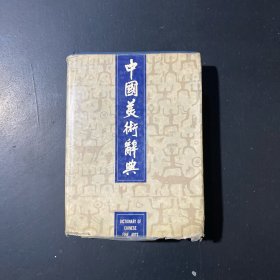 中國美術辭典
DICTIONARY OF
CHINESE
FINE ARTS